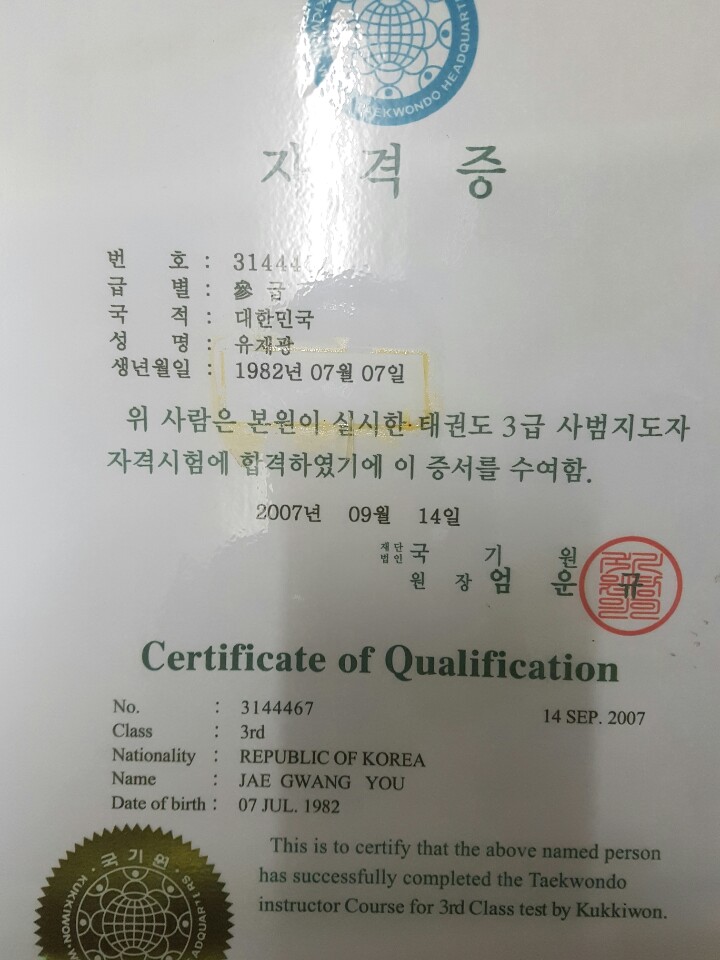 TAEKWONDO HEADQUARTERS
자 격 증
번 호 : 31444
급 별 : 參 급
국 적 : 대한민국
성 명 : 유재광
생년월일 : 1982년 07월 07일
위 사람은 본원이 실시한 태권도 3급 사범지도자
자격시험에 합격하였기에 이 증서를 수여함.
2007년 09월 14일
재단법인 국 기 원
원 장 엄 운 규
Certificate of Qualification
No. : 3144467
14 SEP. 2007
Class : 3rd
Nationality : REPUBLIC OF KOREA
Name : JAE GWANG YOU
Date of birth : 07 JUL. 1982
This is to certify that the above named person
has successfully completed the Taekwondo
instructor Course for 3rd Class test by Kukkiwon.
· 국 기 원 ·
KUKKIWON
HEADQUARTERS